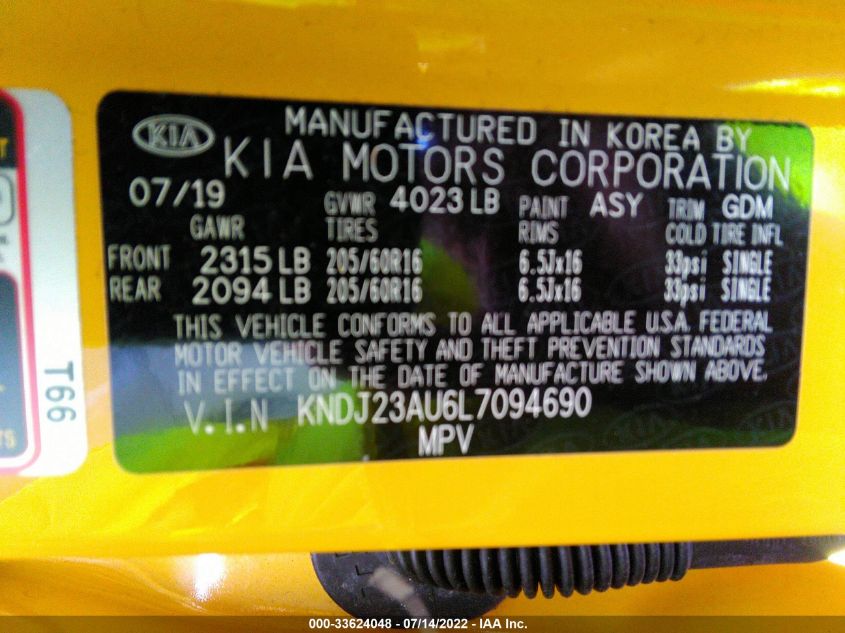 KIA
MANUFACTURED IN KOREA BY
KIA MOTORS CORPORATION
07/19 GVWR 4023 LB PAINT ASY TRIM GDM
GAWR TIRES RIMS COLD TIRE INFL
FRONT 2315 LB 205/60R16 6.5Jx16 33psi SINGLE
REAR 2094 LB 205/60R16 6.5Jx16 33psi SINGLE
THIS VEHICLE CONFORMS TO ALL APPLICABLE U.S.A. FEDERAL
MOTOR VEHICLE SAFETY AND THEFT PREVENTION STANDARDS
IN EFFECT ON THE DATE OF MANUFACTURE SHOWN ABOVE.
V.I.N KNDJ23AU6L7094690
MPV
T66
000-33624048 - 07/14/2022 - IAA Inc.